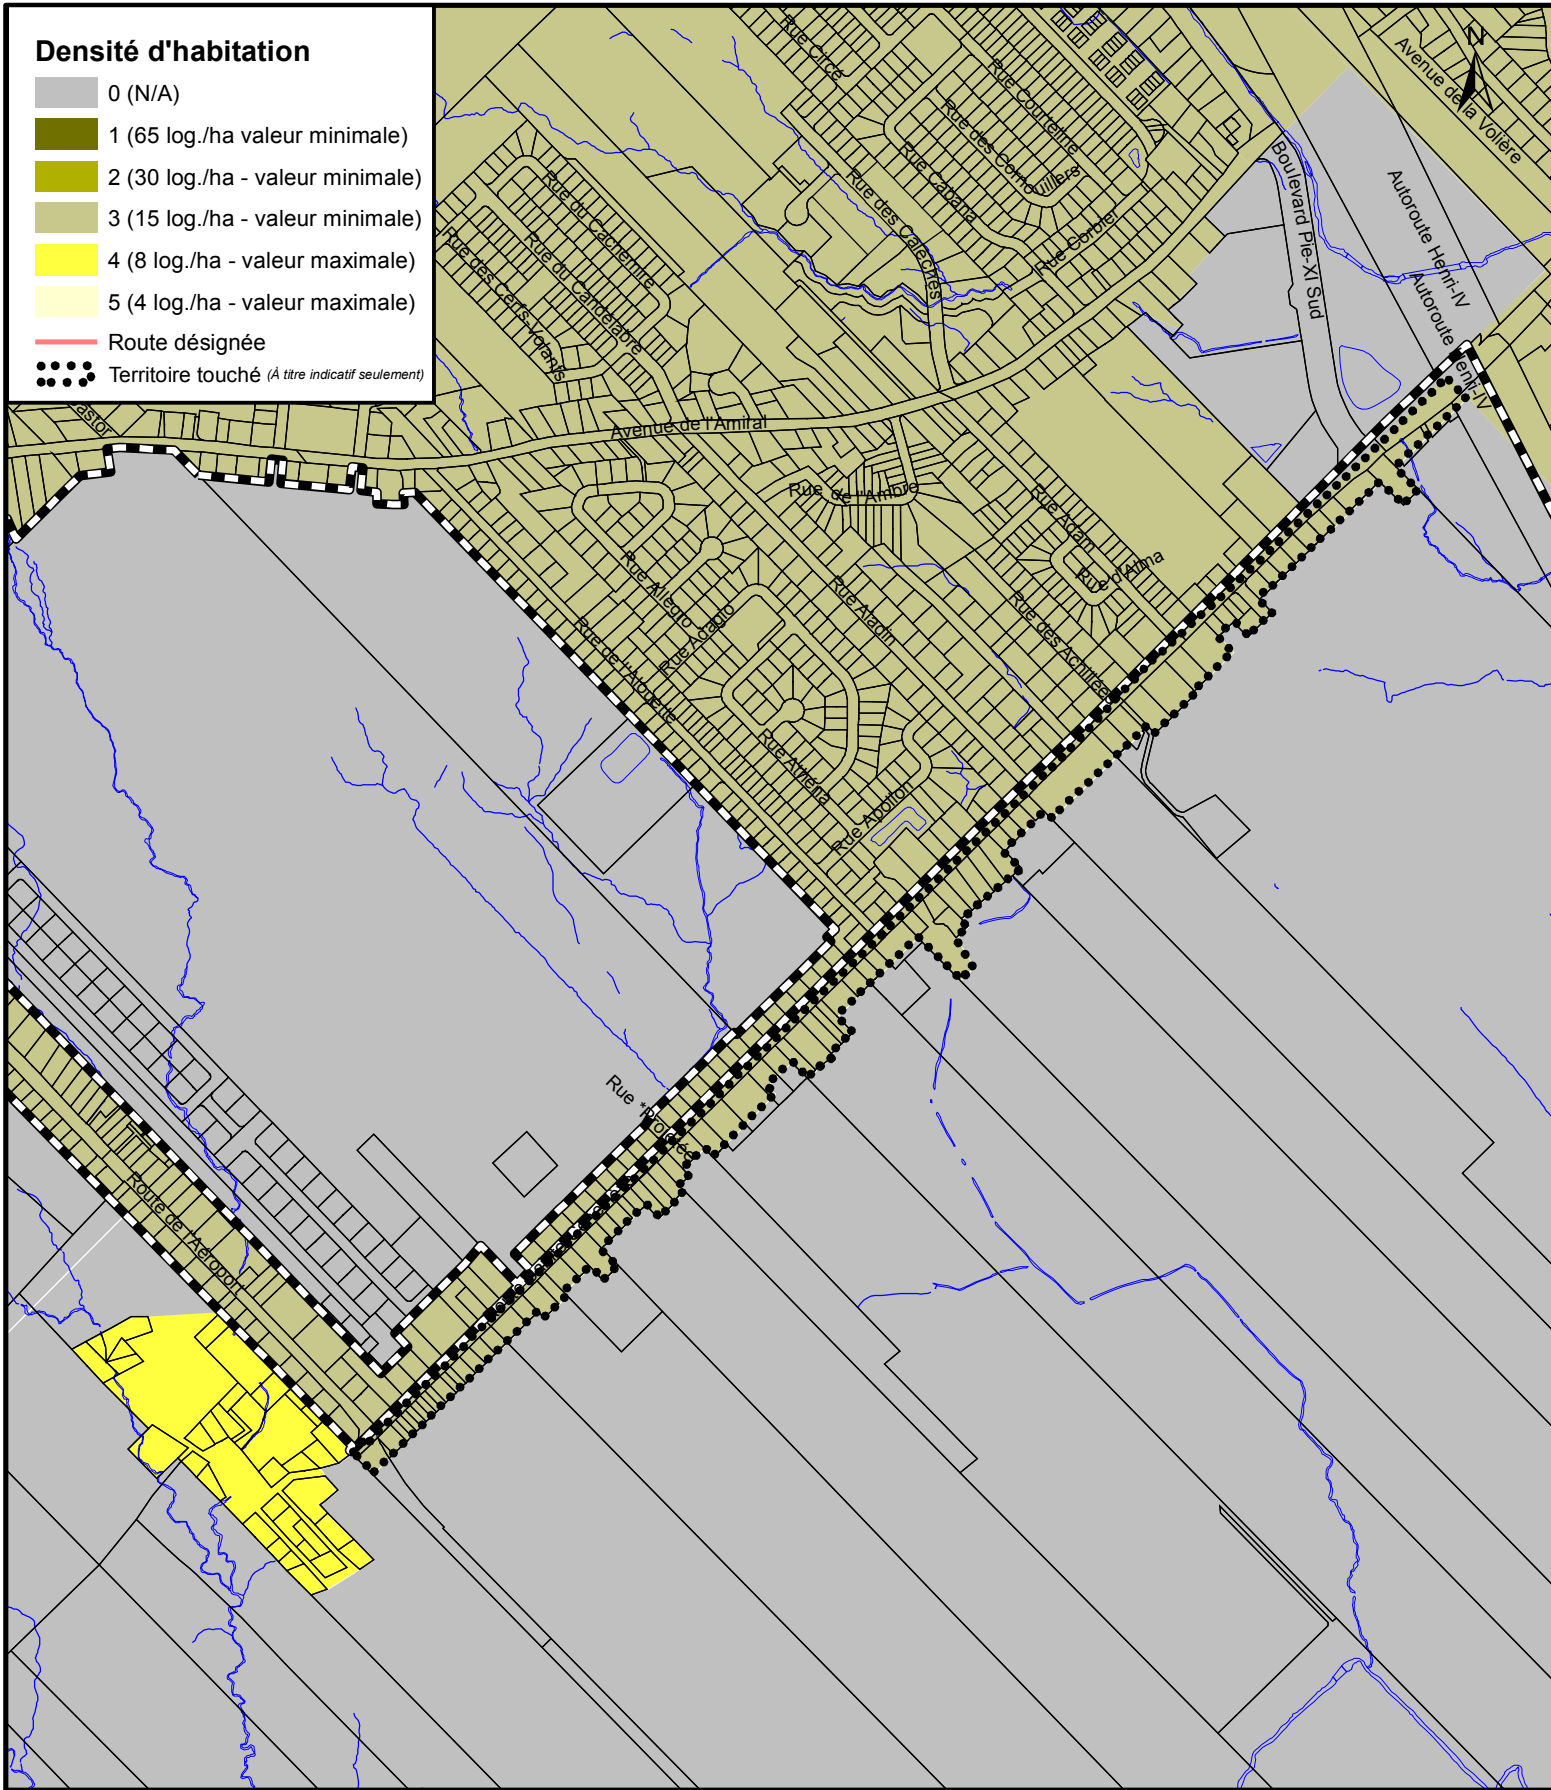 Densité d'habitation
0 (N/A)
1 (65 log./ha valeur minimale)
2 (30 log./ha - valeur minimale)
3 (15 log./ha - valeur minimale)
4 (8 log./ha - valeur maximale)
5 (4 log./ha - valeur maximale)
Route désignée
Territoire touché (À titre indicatif seulement)
N
Rue Circé
Rue Courteline
Rue des Cornouillers
Rue Cabana
Rue des Calèches
Rue Corbier
Avenue de la Volière
Autoroute Henri-IV
Autoroute Henri-IV
Boulevard Pie-XI Sud
Rue du Cachemire
Rue du Candélabre
Rue des Cerfs-Volants
Avenue de l'Amiral
Rue de l'Ambre
Rue Adam
Rue d'Alma
Rue des Achillées
Rue Aladin
Rue Allegro
Rue Adagio
Rue de l'Alouette
Rue Athéna
Rue Apollon
Rue *Projetée
Route de l'Aéroport